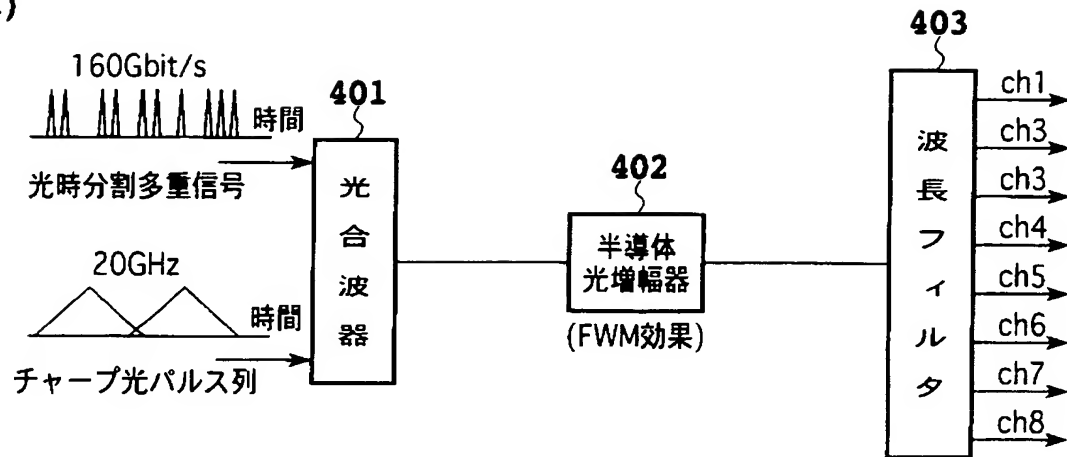 )
160Gbit/s
時間
光時分割多重信号
20GHz
時間
チャープ光パルス列
401
光合波器
402
半導体
光増幅器
(FWM効果)
403
波長フィルタ
ch1
ch3
ch3
ch4
ch5
ch6
ch7
ch8